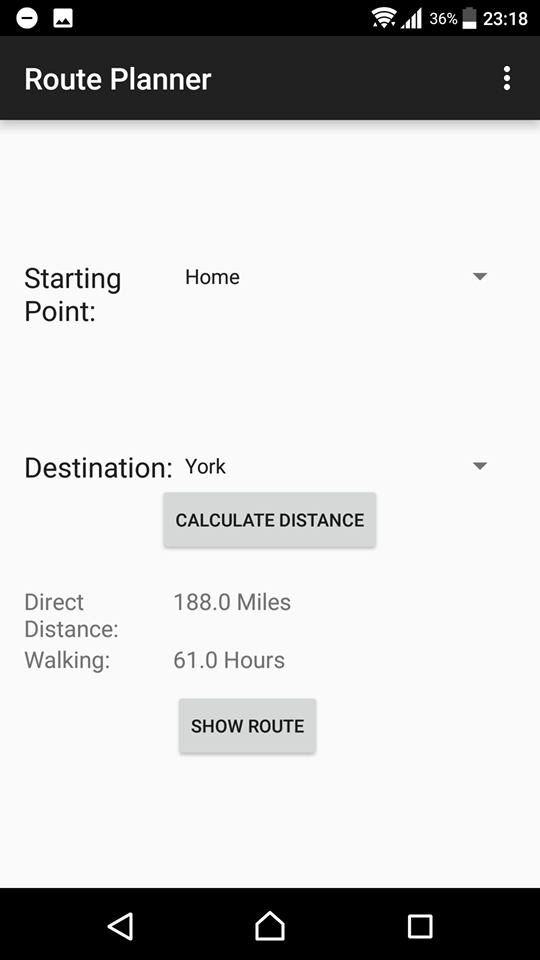 36% 23:18
Route Planner
Starting Home
Point:
Destination: York
CALCULATE DISTANCE
Direct 188.0 Miles
Distance:
Walking: 61.0 Hours
SHOW ROUTE